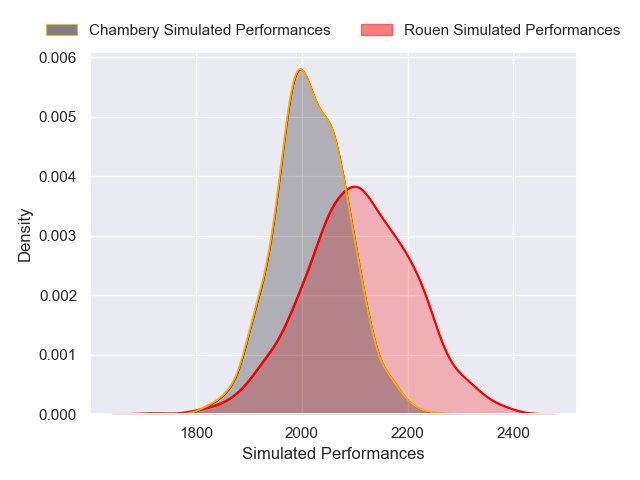 Chambery Simulated Performances
Rouen Simulated Performances
0.006
0.005
0.004
0.003
0.002
0.001
0.000
Density
1800
2000
2200
2400
Simulated Performances